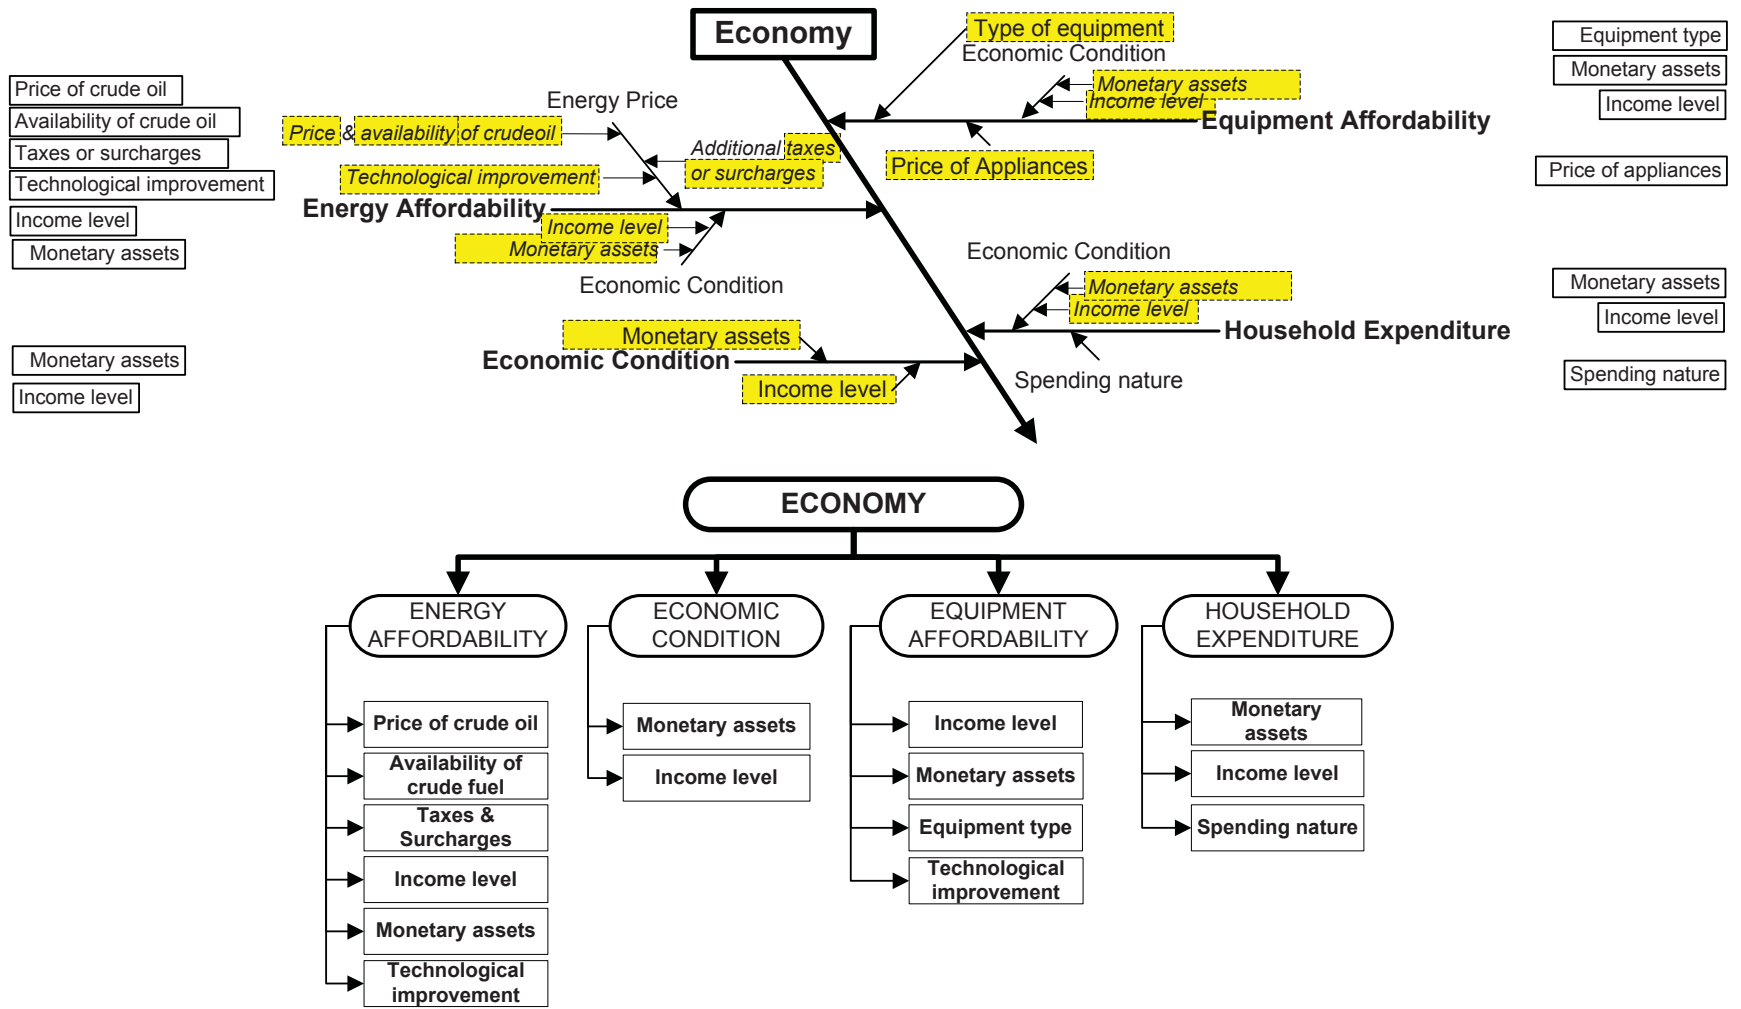 Economy
Type of equipment
Economic Condition
Monetary assets
Income level
Equipment Affordability
Price of Appliances
Equipment type
Monetary assets
Income level
Price of appliances
Price of crude oil
Availability of crude oil
Taxes or surcharges
Technological improvement
Income level
Monetary assets
Energy Price
Price & availability of crudeoil
Additional taxes
or surcharges
Technological improvement
Energy Affordability
Income level
Monetary assets
Economic Condition
Economic Condition
Monetary assets
Income level
Household Expenditure
Spending nature
Monetary assets
Income level
Spending nature
Monetary assets
Economic Condition
Income level
Monetary assets
Income level
ECONOMY
ENERGY
AFFORDABILITY
Price of crude oil
Availability of
crude fuel
Taxes &
Surcharges
Income level
Monetary assets
Technological
improvement
ECONOMIC
CONDITION
Monetary assets
Income level
EQUIPMENT
AFFORDABILITY
Income level
Monetary assets
Equipment type
Technological
improvement
HOUSEHOLD
EXPENDITURE
Monetary
assets
Income level
Spending nature